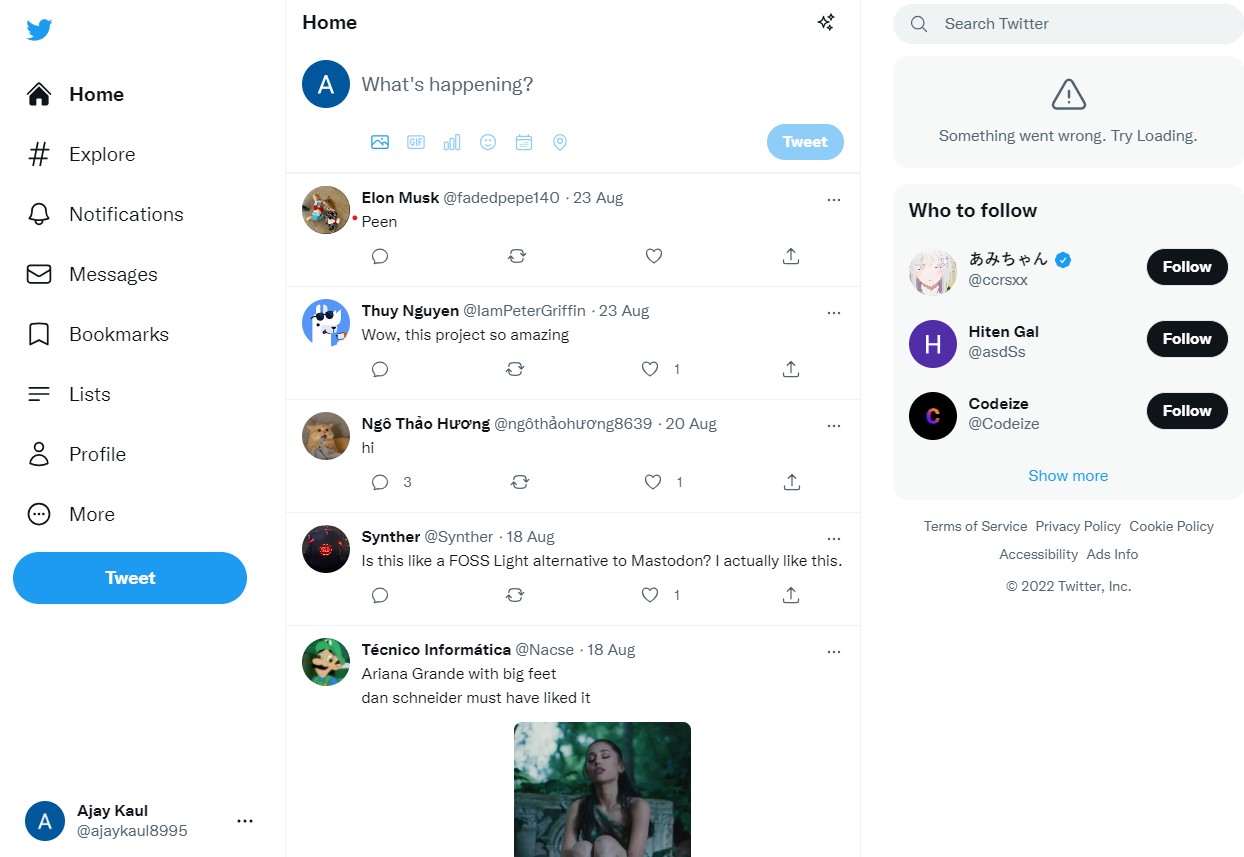 Home
Explore
Notifications
Messages
Bookmarks
Lists
Profile
More
Tweet
A
Ajay Kaul
@ajaykaul8995
Home
A
What's happening?
GIF
Tweet
Elon Musk @fadedpepe140 · 23 Aug
Peen
Thuy Nguyen @IamPeterGriffin · 23 Aug
Wow, this project so amazing
1
Ngô Thảo Hương @ngôthảohương8639 · 20 Aug
hi
3 1
Synther @Synther · 18 Aug
Is this like a FOSS Light alternative to Mastodon? I actually like this.
1
Técnico Informática @Nacse · 18 Aug
Ariana Grande with big feet
dan schneider must have liked it
Search Twitter
Something went wrong. Try Loading.
Who to follow
あみちゃん
@ccrsxx
Follow
H
Hiten Gal
@asdSs
Follow
C
Codeize
@Codeize
Follow
Show more
Terms of Service Privacy Policy Cookie Policy
Accessibility Ads Info
© 2022 Twitter, Inc.